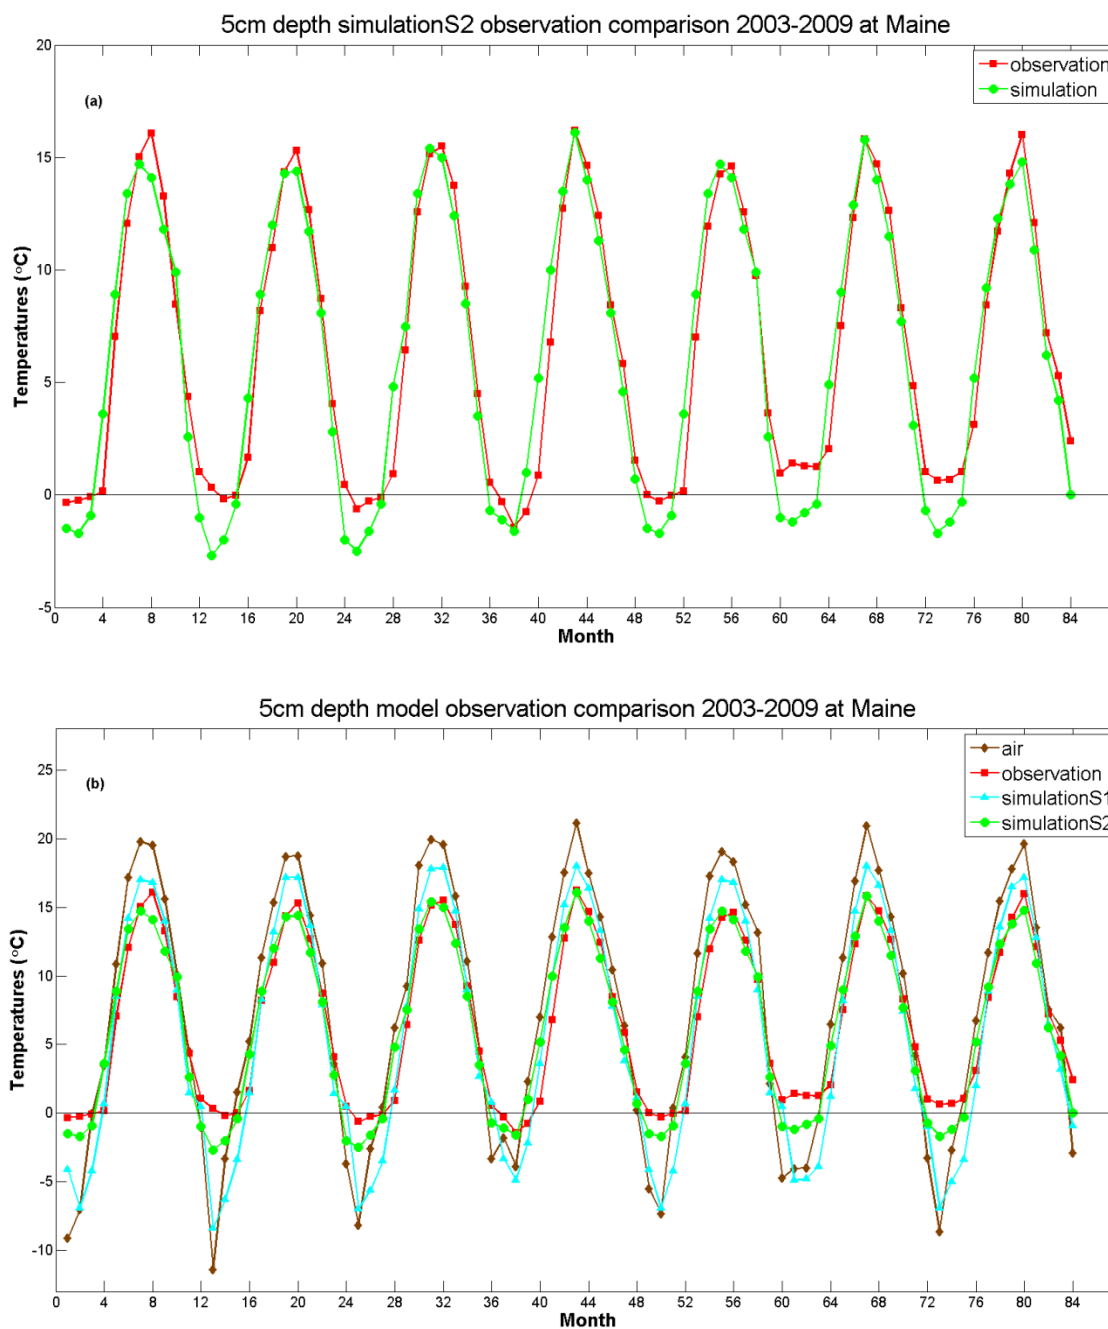 5cm depth simulationS2 observation comparison 2003-2009 at Maine
20
15
10
5
0
-5
Temperatures (°C)
(a)
observation
simulation
0 4 8 12 16 20 24 28 32 36 40 44 48 52 56 60 64 68 72 76 80 84
Month
5cm depth model observation comparison 2003-2009 at Maine
25
20
15
10
5
0
-5
-10
Temperatures (°C)
(b)
air
observation
simulationS1
simulationS2
0 4 8 12 16 20 24 28 32 36 40 44 48 52 56 60 64 68 72 76 80 84
Month